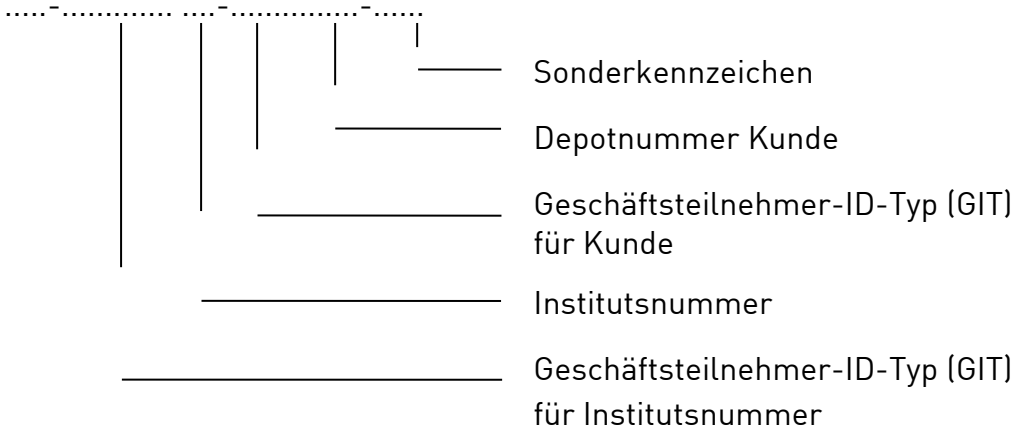 .....-............. ....-...............-......
Sonderkennzeichen
Depotnummer Kunde
Geschäftsteilnehmer-ID-Typ (GIT)
für Kunde
Institutsnummer
Geschäftsteilnehmer-ID-Typ (GIT)
für Institutsnummer